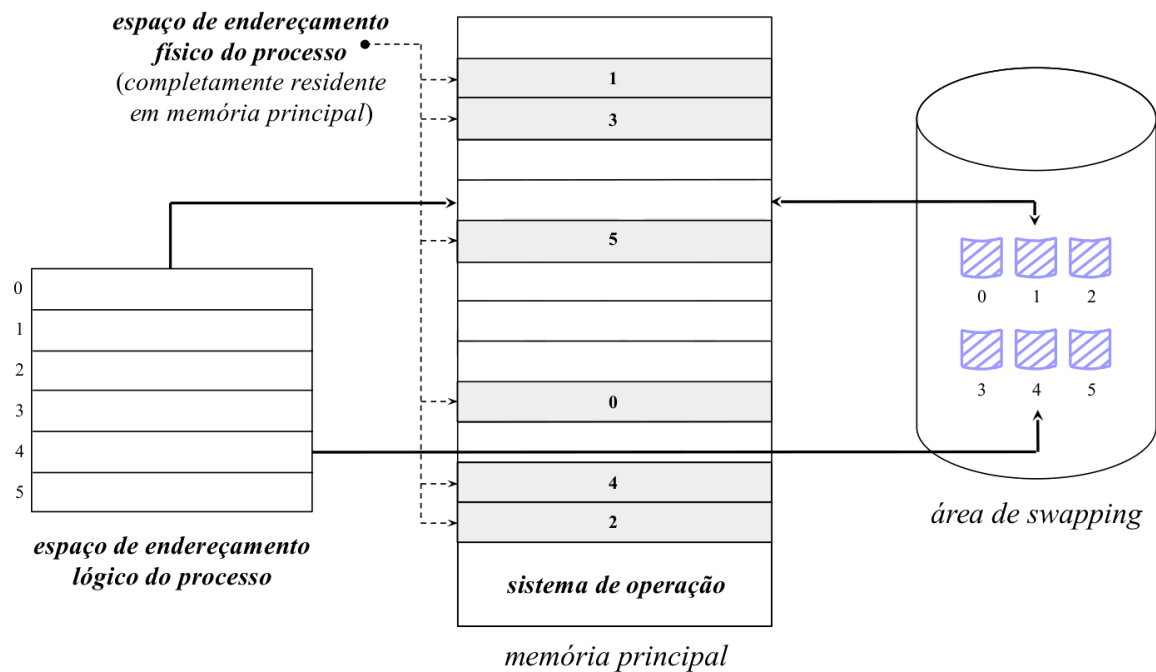 espaço de endereçamento
físico do processo
(completamente residente
em memória principal)
0
1
2
3
4
5
espaço de endereçamento
lógico do processo
1
3
5
0
4
2
sistema de operação
memória principal
0 1 2
3 4 5
área de swapping